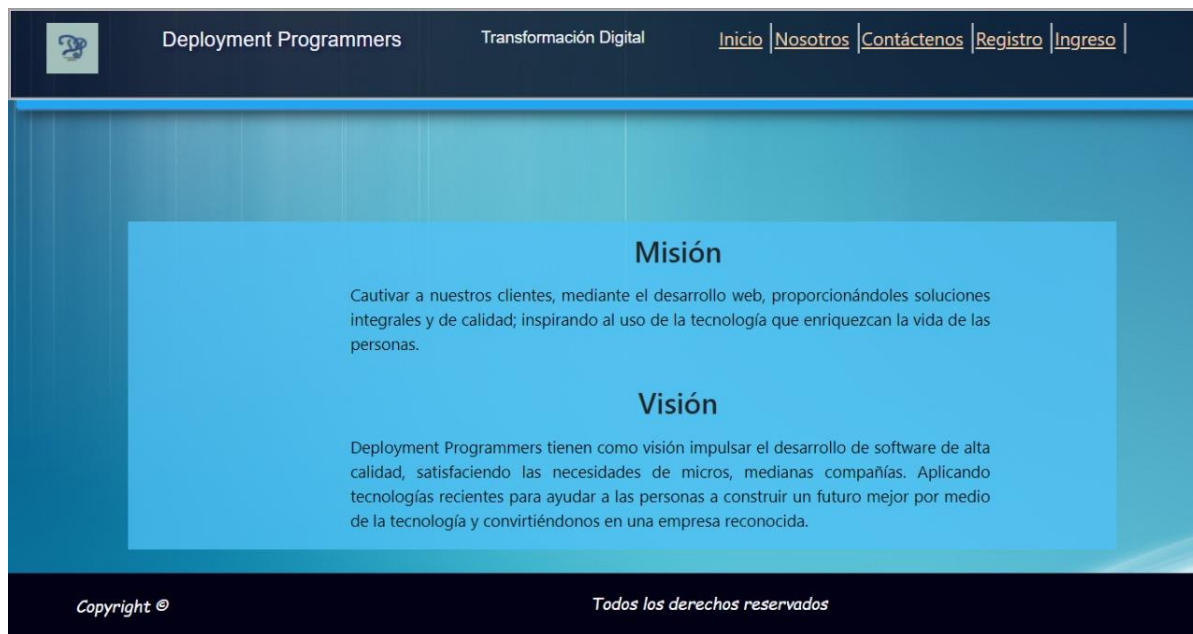 Deployment Programmers
Transformación Digital
Inicio Nosotros Contáctenos Registro Ingreso
Misión
Cautivar a nuestros clientes, mediante el desarrollo web, proporcionándoles soluciones
integrales y de calidad; inspirando al uso de la tecnología que enriquezcan la vida de las
personas.
Visión
Deployment Programmers tienen como visión impulsar el desarrollo de software de alta
calidad, satisfaciendo las necesidades de micros, medianas compañías. Aplicando
tecnologías recientes para ayudar a las personas a construir un futuro mejor por medio
de la tecnología y convirtiéndonos en una empresa reconocida.
Copyright ©
Todos los derechos reservados